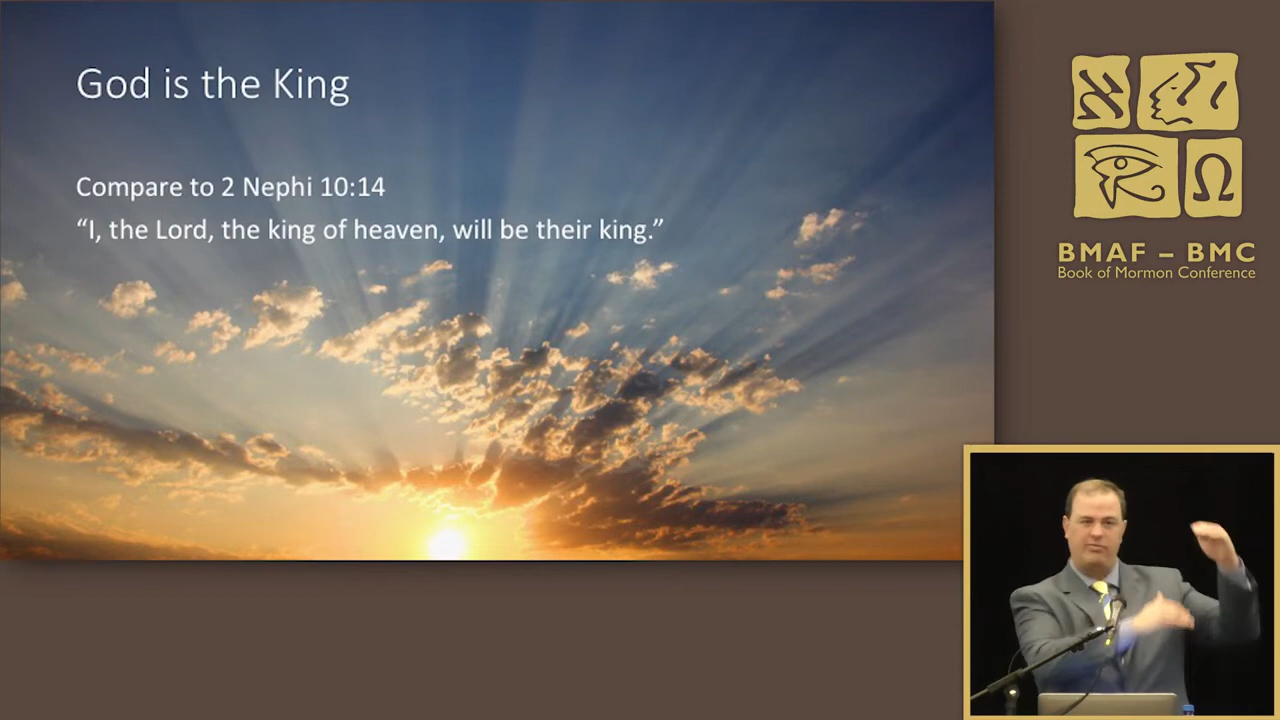 God is the King
Compare to 2 Nephi 10:14
“I, the Lord, the king of heaven, will be their king.”
BMAF – BMC
Book of Mormon Conference